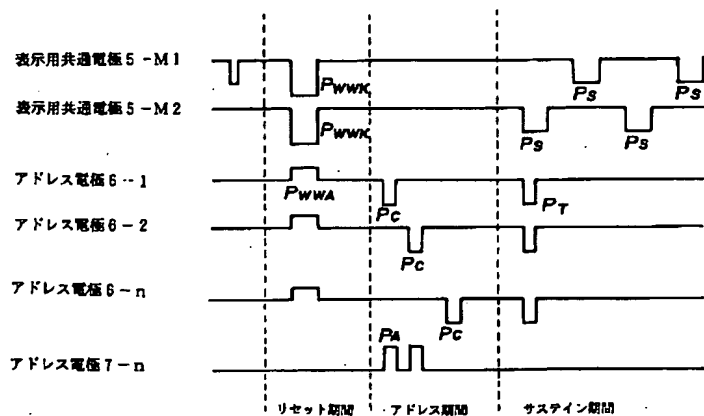 表示用共通電極5-M1
PWWK
PS PS
表示用共通電極5-M2
PWWK
PS PS
アドレス電極6-1
PWWA
PC
PT
アドレス電極6-2
PC
アドレス電極6-n
PC
PA
アドレス電極7-n
リセット期間 アドレス期間 サステイン期間